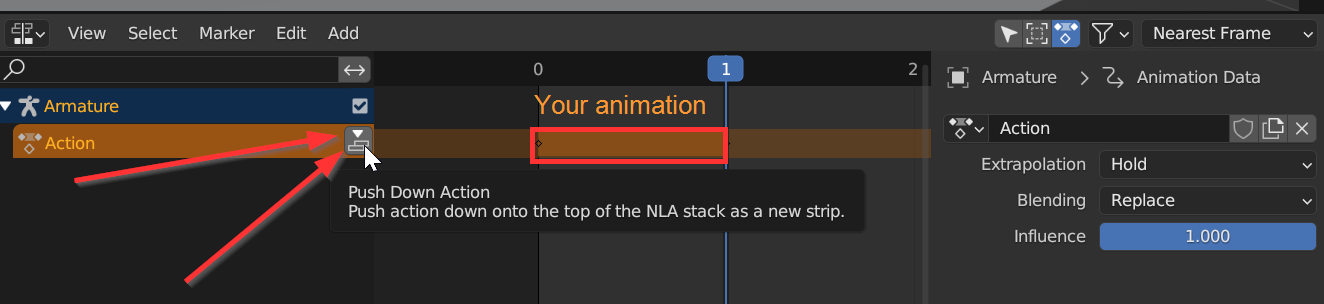 View Select Marker Edit Add Nearest Frame
0 1 2
Armature Animation Data
Armature
Your animation
Action
Action
Extrapolation Hold
Push Down Action
Push action down onto the top of the NLA stack as a new strip.
Blending Replace
Influence 1.000